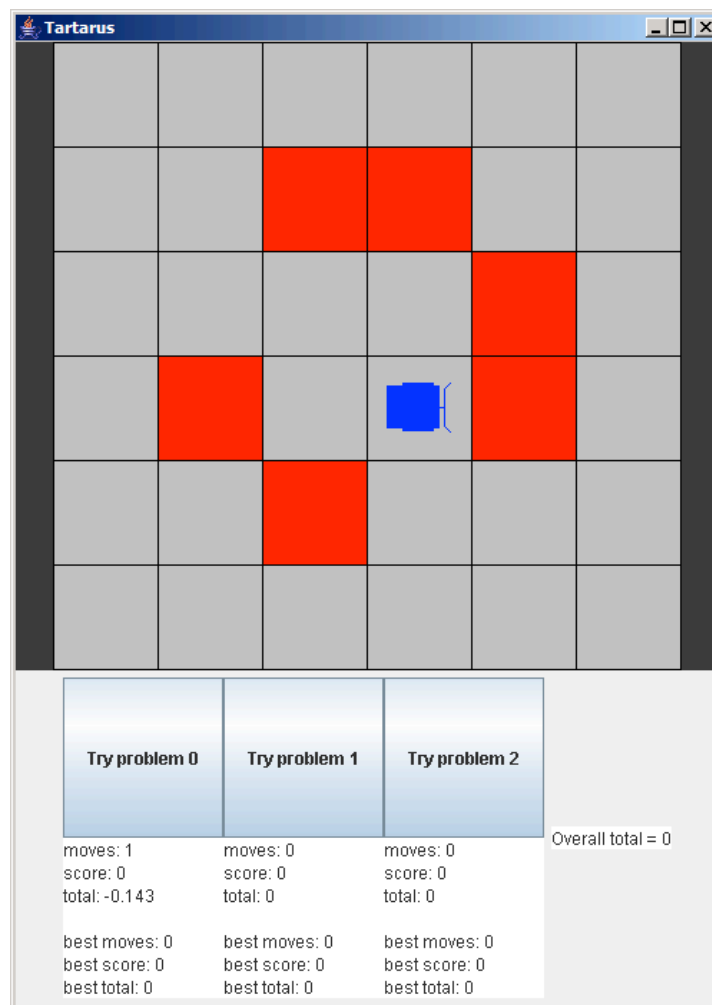 Tartarus
Try problem 0
Try problem 1
Try problem 2
Overall total = 0
moves: 1
score: 0
total: -0.143
best moves: 0
best score: 0
best total: 0
moves: 0
score: 0
total: 0
best moves: 0
best score: 0
best total: 0
moves: 0
score: 0
total: 0
best moves: 0
best score: 0
best total: 0